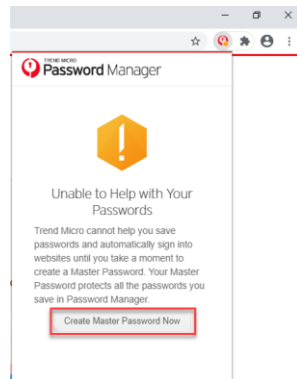 TREND MICRO
Password Manager
Unable to Help with Your
Passwords
Trend Micro cannot help you save
passwords and automatically sign into
websites until you take a moment to
create a Master Password. Your Master
Password protects all the passwords you
save in Password Manager.
Create Master Password Now